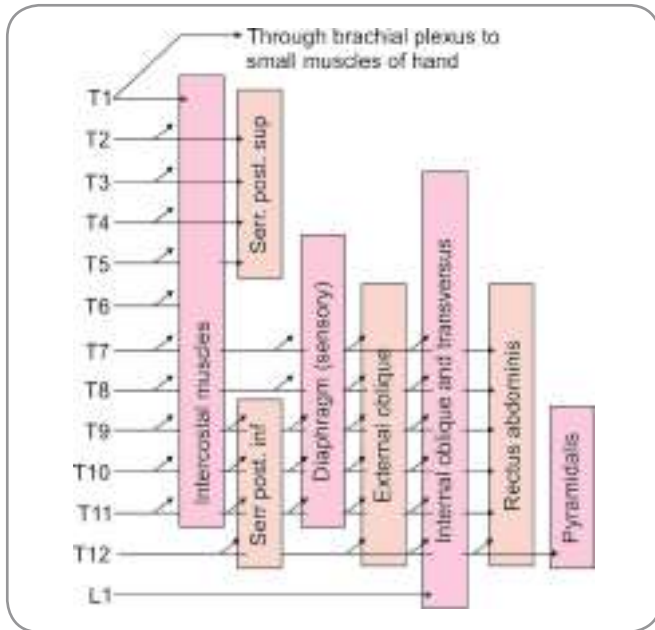 Through brachial plexus to
small muscles of hand
T1
T2
T3
T4
T5
T6
T7
T8
T9
T10
T11
T12
L1
Intercostal muscles
Serr. post. sup
Serr post. inf
Diaphragm (sensory)
External oblique
Internal oblique and transversus
Rectus abdominis
Pyramidalis